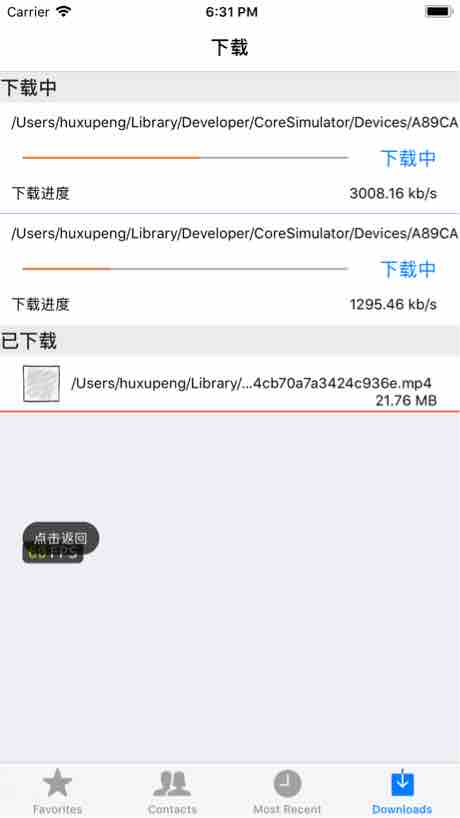 Carrier 6:31 PM
下载
下载中
/Users/huxupeng/Library/Developer/CoreSimulator/Devices/A89CA
下载中
下载进度 3008.16 kb/s
/Users/huxupeng/Library/Developer/CoreSimulator/Devices/A89CA
下载中
下载进度 1295.46 kb/s
已下载
/Users/huxupeng/Library/...4cb70a7a3424c936e.mp4
21.76 MB
点击返回
60 FPS
Favorites Contacts Most Recent Downloads